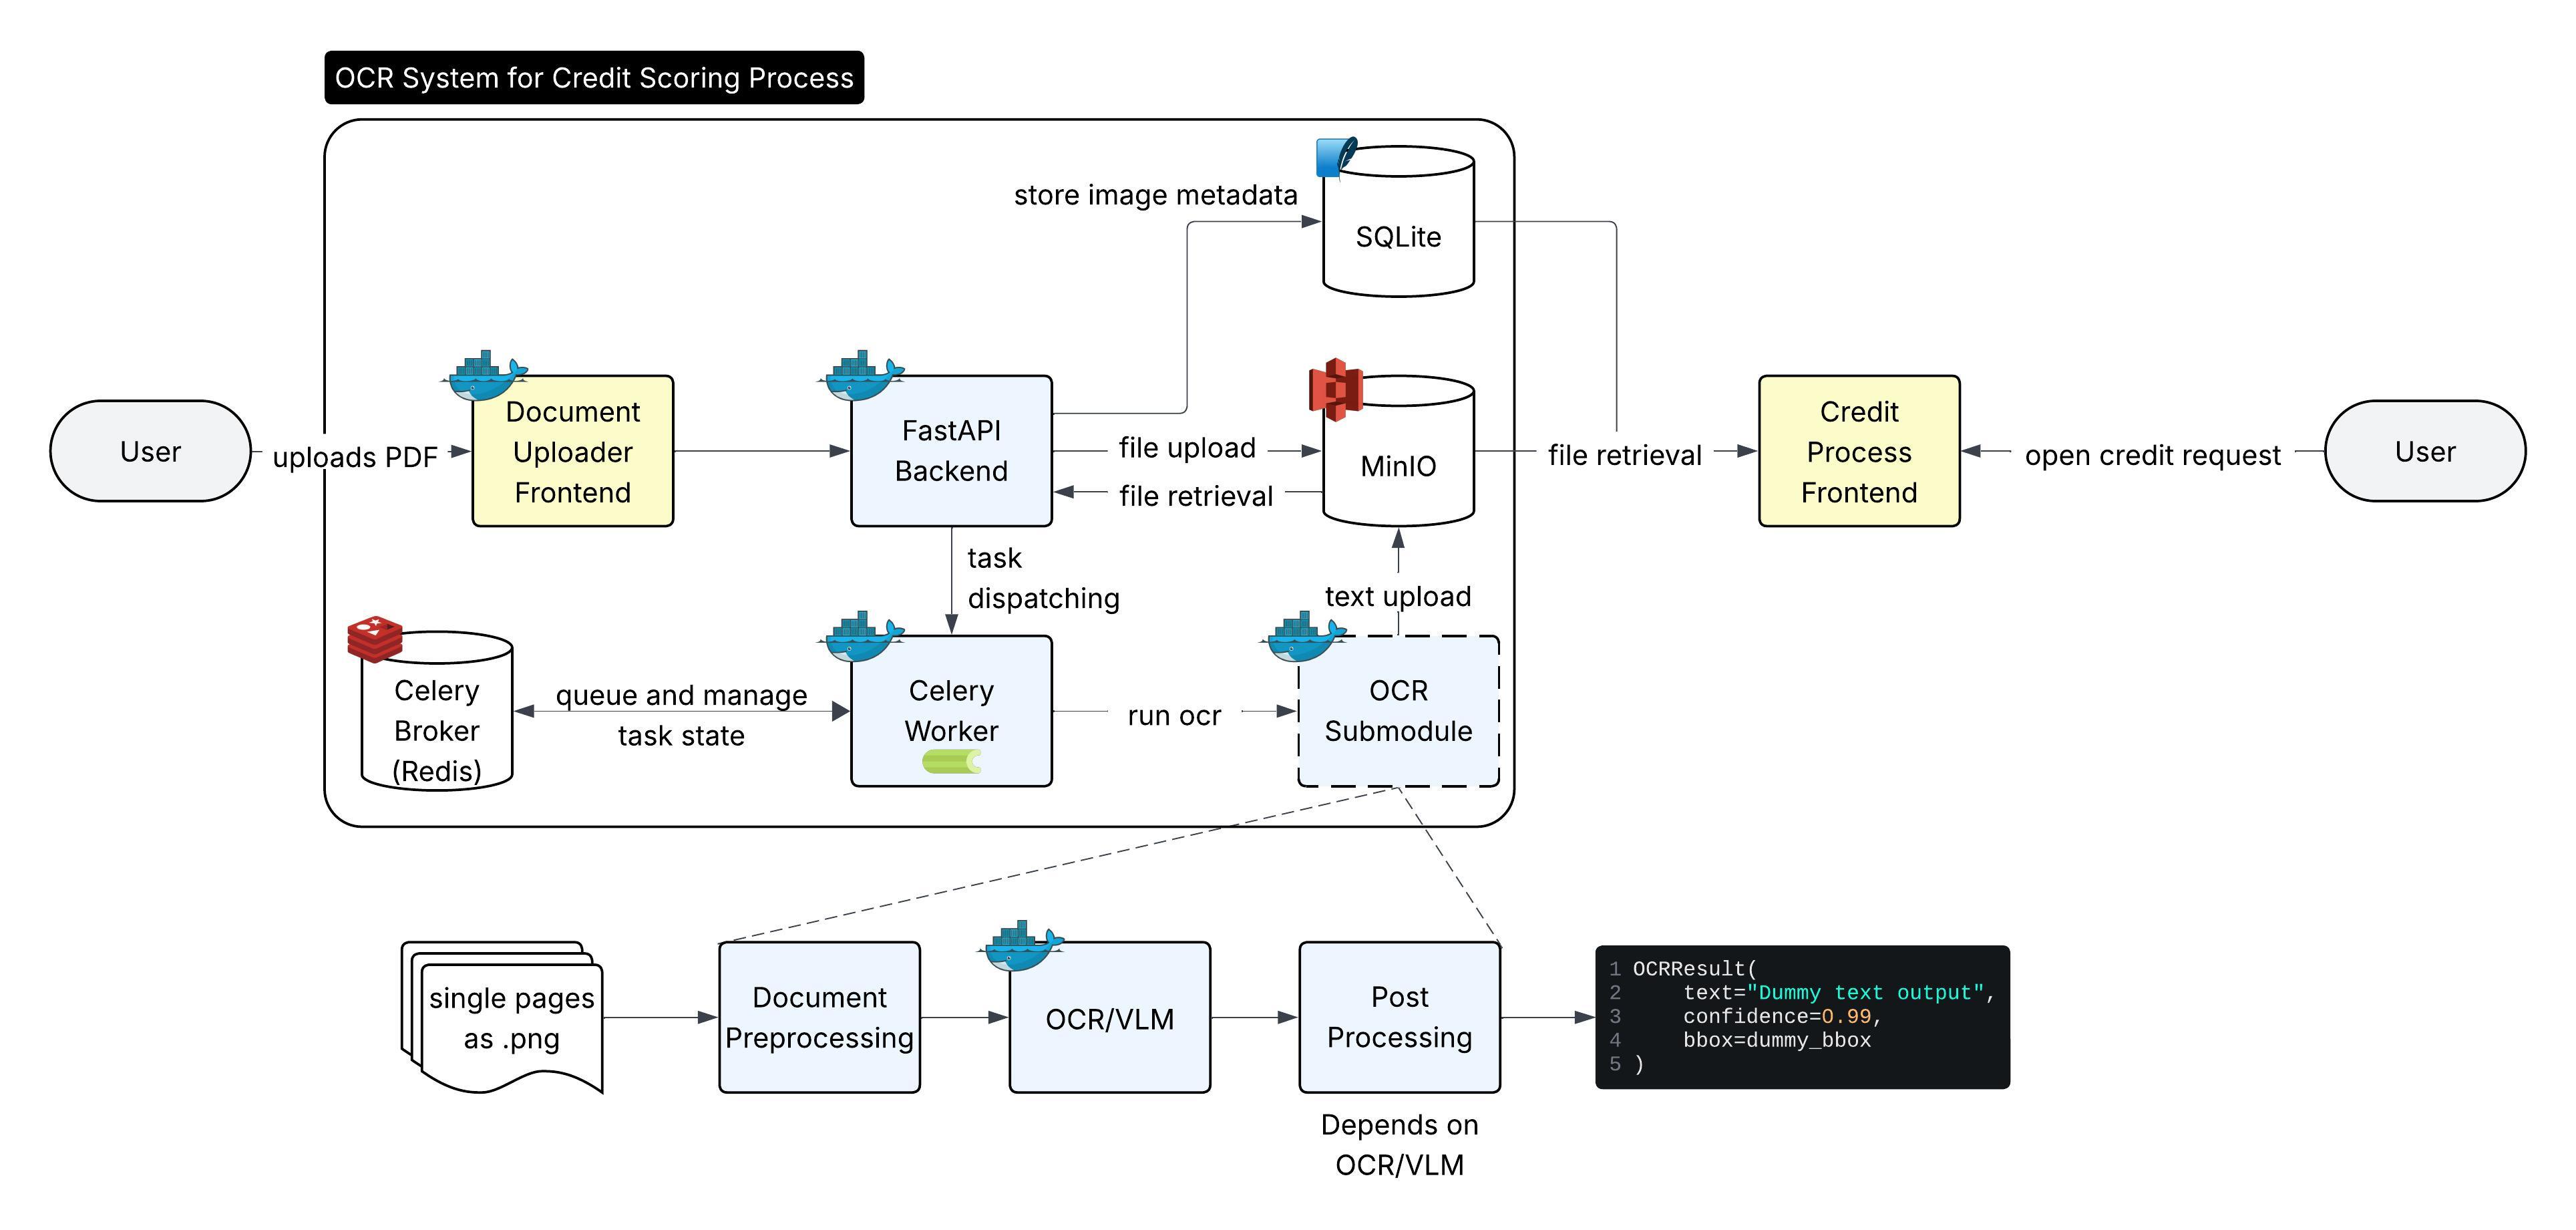 OCR System for Credit Scoring Process
store image metadata
SQLite
User
uploads PDF
Document
Uploader
Frontend
FastAPI
Backend
file upload
file retrieval
MinIO
file retrieval
Credit
Process
Frontend
open credit request
User
task
dispatching
text upload
Celery
Broker
(Redis)
queue and manage
task state
Celery
Worker
run ocr
OCR
Submodule
single pages
as .png
Document
Preprocessing
OCR/VLM
Post
Processing
Depends on
OCR/VLM
1 OCRResult(
2     text="Dummy text output",
3     confidence=0.99,
4     bbox=dummy_bbox
5 )